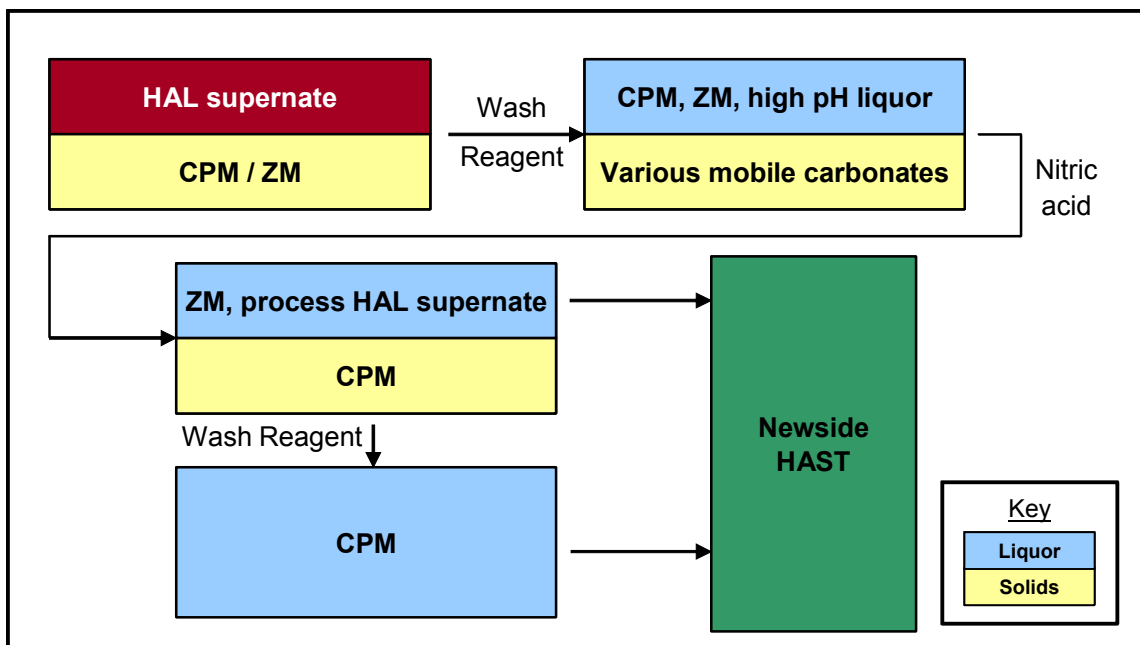 HAL supernate
CPM / ZM
Wash
Reagent
CPM, ZM, high pH liquor
Various mobile carbonates
Nitric
acid
ZM, process HAL supernate
CPM
Wash Reagent
CPM
Newside
HAST
Key
Liquor
Solids